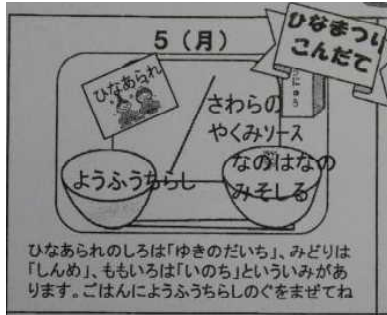 5（月）
ひなまつり
こんだて
ひなあられ
さわらの
やくみソース
ようふうちらし
なのはなの
みそしる
ひなあられのしろは「ゆきのだいち」、みどりは
「しんめ」、ももいろは「いのち」といういみがあ
ります。ごはんにようふうちらしのぐをまぜてね